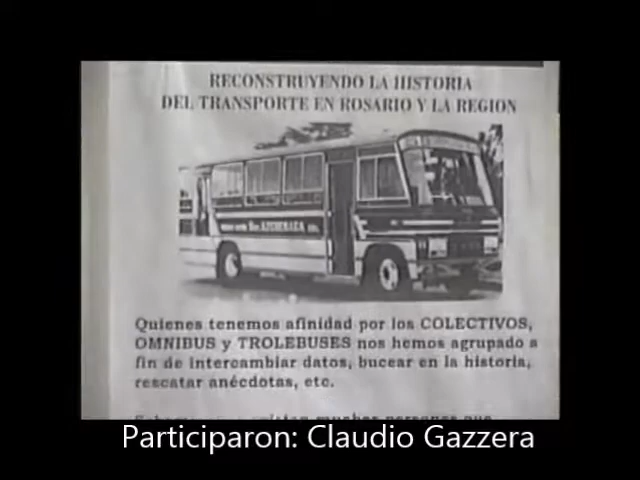 RECONSTRUYENDO LA HISTORIA
DEL TRANSPORTE EN ROSARIO Y LA REGION
Quienes tenemos afinidad por los COLECTIVOS,
OMNIBUS y TROLEBUSES nos hemos agrupado a
fin de intercambiar datos, bucear en la historia,
rescatar anécdotas, etc.
Participaron: Claudio Gazzera